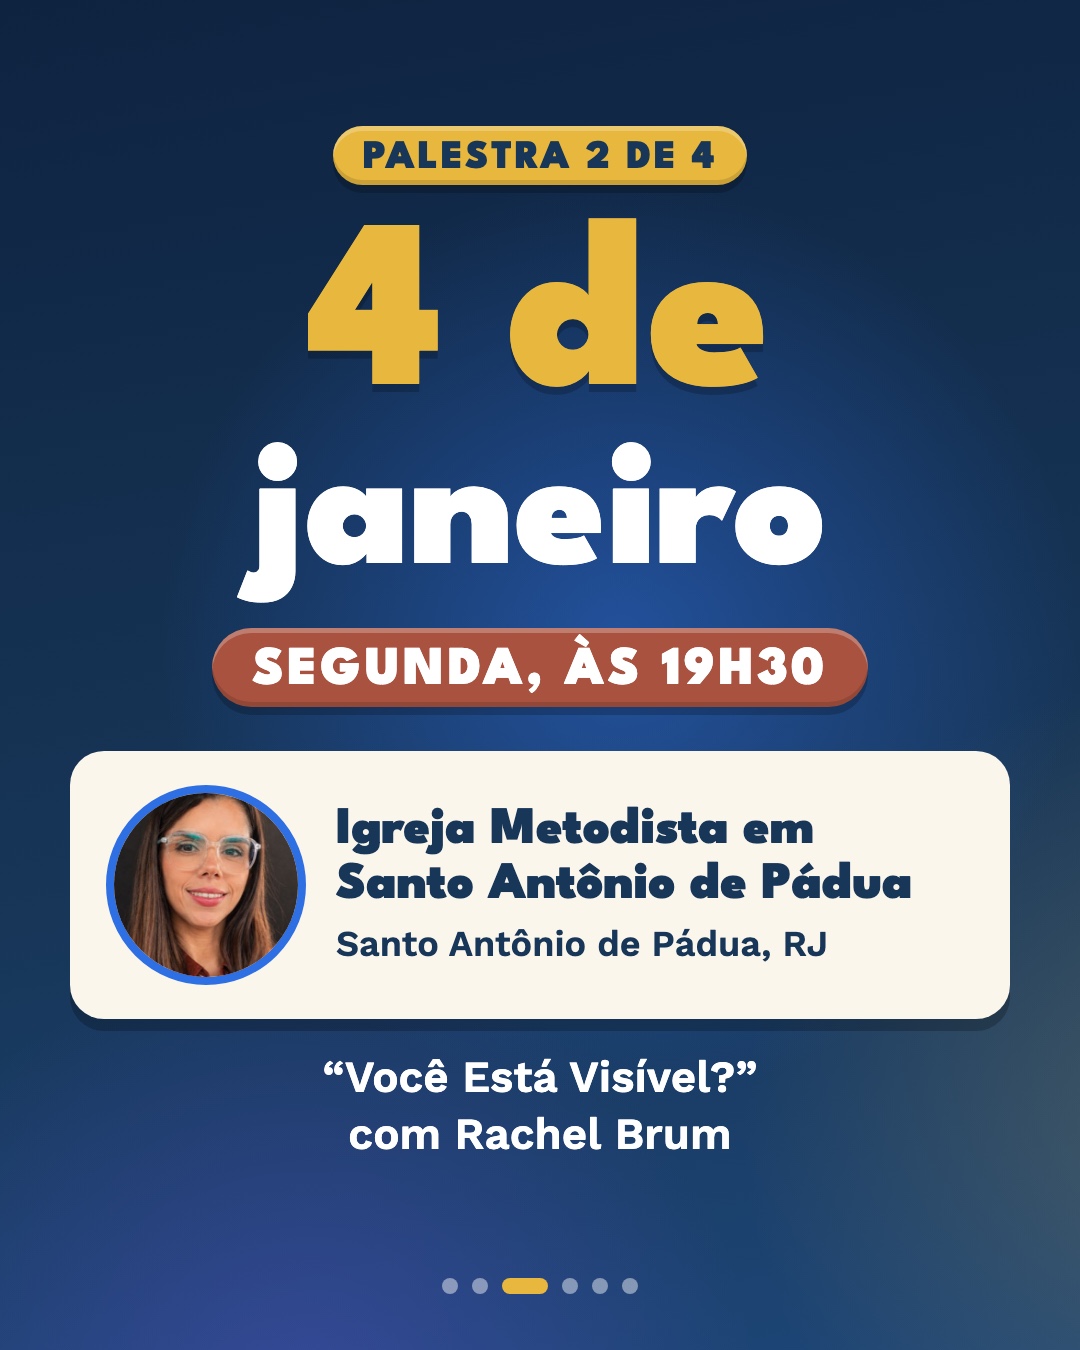 PALESTRA 2 DE 4
4 de
janeiro
SEGUNDA, ÀS 19H30
Igreja Metodista em
Santo Antônio de Pádua
Santo Antônio de Pádua, RJ
“Você Está Visível?”
com Rachel Brum